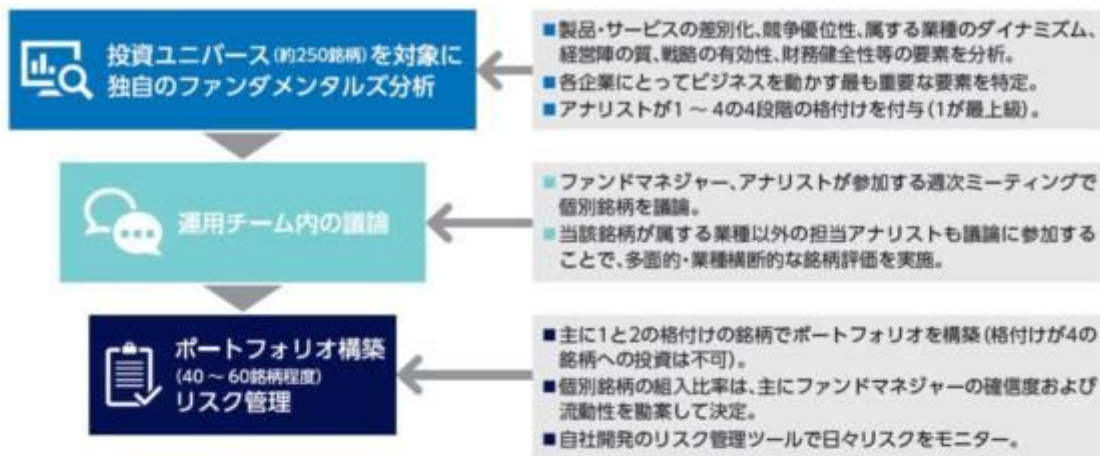 投資ユニバース(約250銘柄)を対象に
独自のファンダメンタルズ分析
■製品・サービスの差別化、競争優位性、属する業種のダイナミズム、
経営陣の質、戦略の有効性、財務健全性等の要素を分析。
■各企業にとってビジネスを動かす最も重要な要素を特定。
■アナリストが1～4の4段階の格付けを付与(1が最上級)。
運用チーム内の議論
■ファンドマネジャー、アナリストが参加する週次ミーティングで
個別銘柄を議論。
■当該銘柄が属する業種以外の担当アナリストも議論に参加する
ことで、多面的・業種横断的な銘柄評価を実施。
ポートフォリオ構築
(40～60銘柄程度)
リスク管理
■主に1と2の格付けの銘柄でポートフォリオを構築(格付けが4の
銘柄への投資は不可)。
■個別銘柄の組入比率は、主にファンドマネジャーの確信度および
流動性を勘案して決定。
■自社開発のリスク管理ツールで日々リスクをモニター。